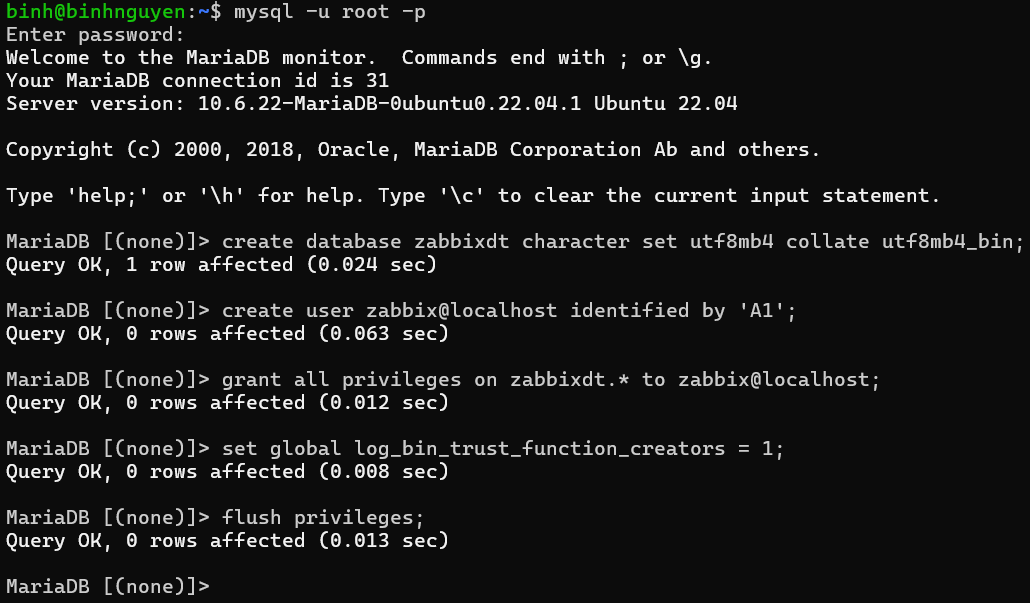 binh@binhnguyen:~$ mysql -u root -p
Enter password:
Welcome to the MariaDB monitor.  Commands end with ; or \g.
Your MariaDB connection id is 31
Server version: 10.6.22-MariaDB-0ubuntu0.22.04.1 Ubuntu 22.04
Copyright (c) 2000, 2018, Oracle, MariaDB Corporation Ab and others.
Type 'help;' or '\h' for help. Type '\c' to clear the current input statement.
MariaDB [(none)]> create database zabbixdt character set utf8mb4 collate utf8mb4_bin;
Query OK, 1 row affected (0.024 sec)
MariaDB [(none)]> create user zabbix@localhost identified by 'A1';
Query OK, 0 rows affected (0.063 sec)
MariaDB [(none)]> grant all privileges on zabbixdt.* to zabbix@localhost;
Query OK, 0 rows affected (0.012 sec)
MariaDB [(none)]> set global log_bin_trust_function_creators = 1;
Query OK, 0 rows affected (0.008 sec)
MariaDB [(none)]> flush privileges;
Query OK, 0 rows affected (0.013 sec)
MariaDB [(none)]>